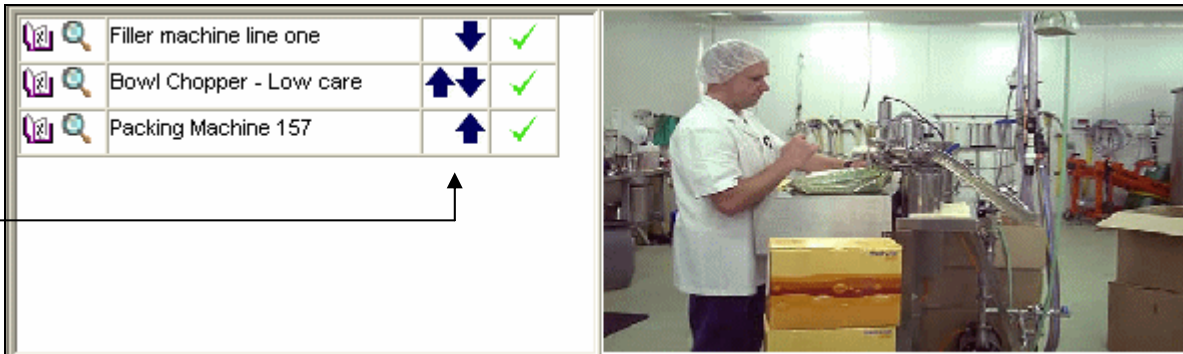 Filler machine line one
Bowl Chopper - Low care
Packing Machine 157